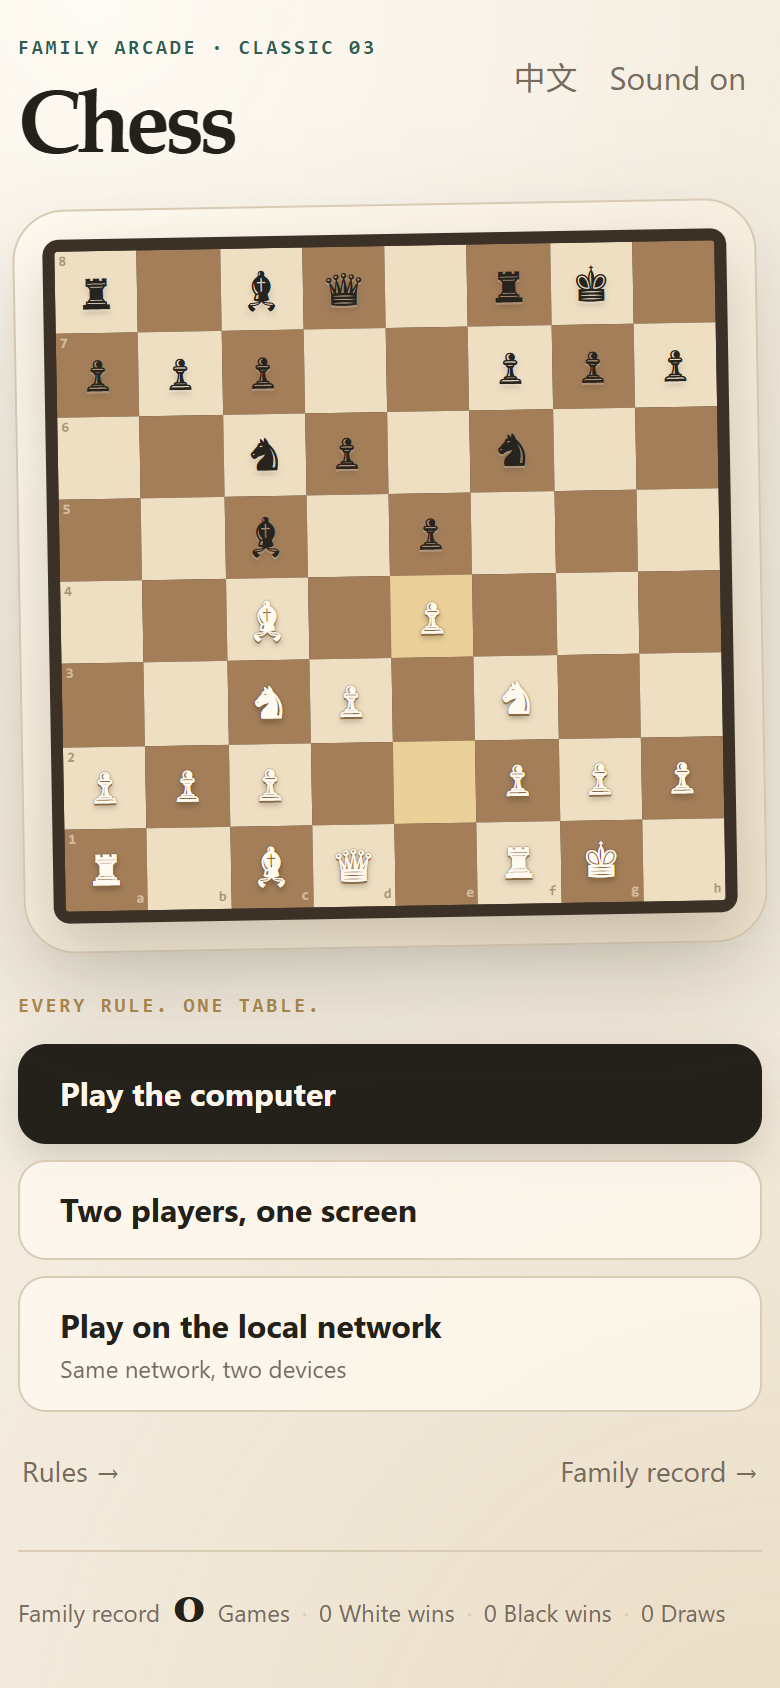 FAMILY ARCADE · CLASSIC 03
Chess
中文 Sound on
8
7
6
5
4
3
2
1
a b c d e f g h
EVERY RULE. ONE TABLE.
Play the computer
Two players, one screen
Play on the local network
Same network, two devices
Rules → Family record →
Family record 0 Games · 0 White wins · 0 Black wins · 0 Draws